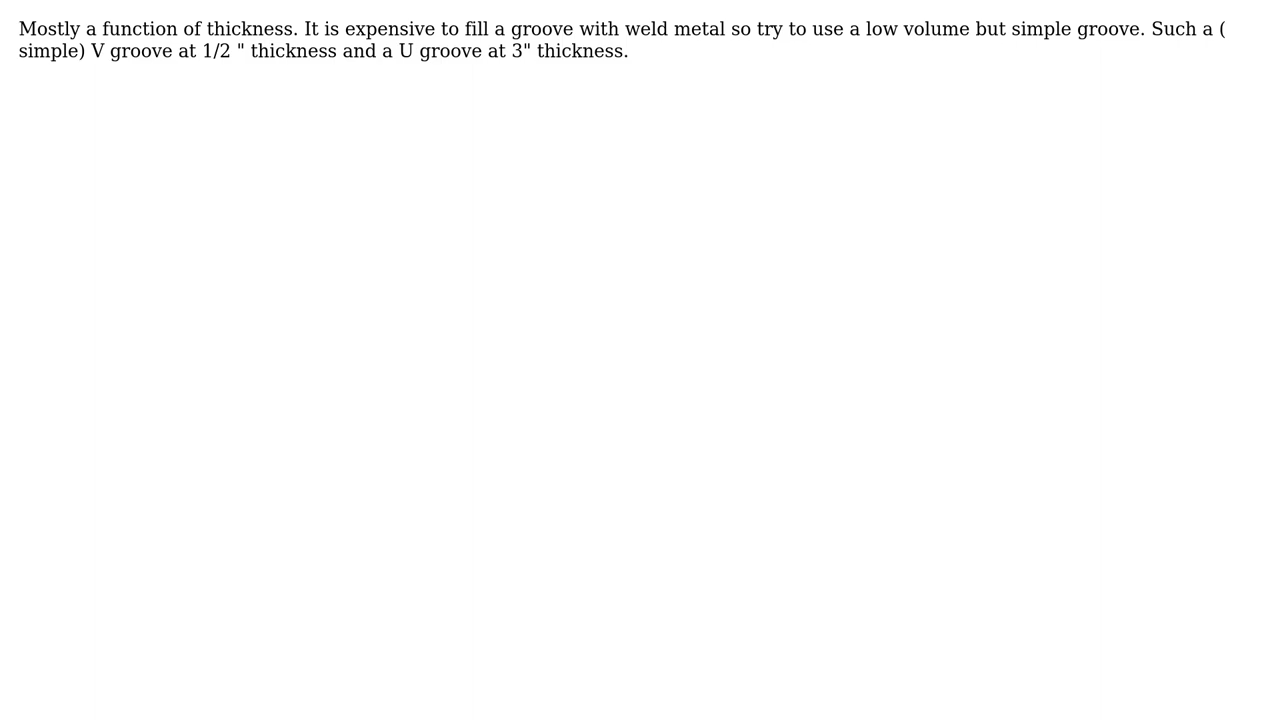 Mostly a function of thickness. It is expensive to fill a groove with weld metal so try to use a low volume but simple groove. Such a (
simple) V groove at 1/2 " thickness and a U groove at 3" thickness.